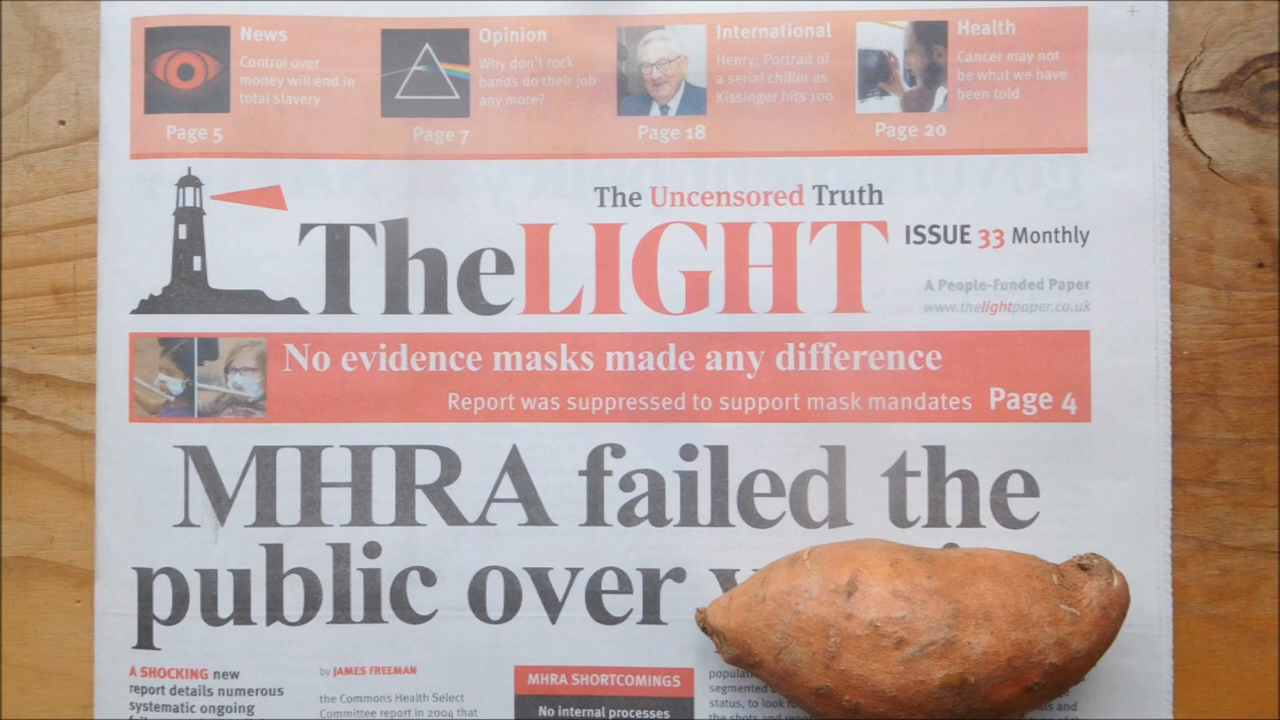 News
Control over
money will end in
total slavery
Page 5
Opinion
Why don't rock
bands do their job
any more?
Page 7
International
Henry: Portrait of
a serial chiller as
Kissinger hits 100
Page 18
Health
Cancer may not
be what we have
been told
Page 20
The Uncensored Truth
TheLIGHT
ISSUE 33 Monthly
A People-Funded Paper
www.thelightpaper.co.uk
No evidence masks made any difference
Report was suppressed to support mask mandates Page 4
MHRA failed the
public over
A SHOCKING new
report details numerous
systematic ongoing
by JAMES FREEMAN
the Commons Health Select
Committee report in 2004 that
MHRA SHORTCOMINGS
No internal processes
segmented
status, to look
the shots and
and